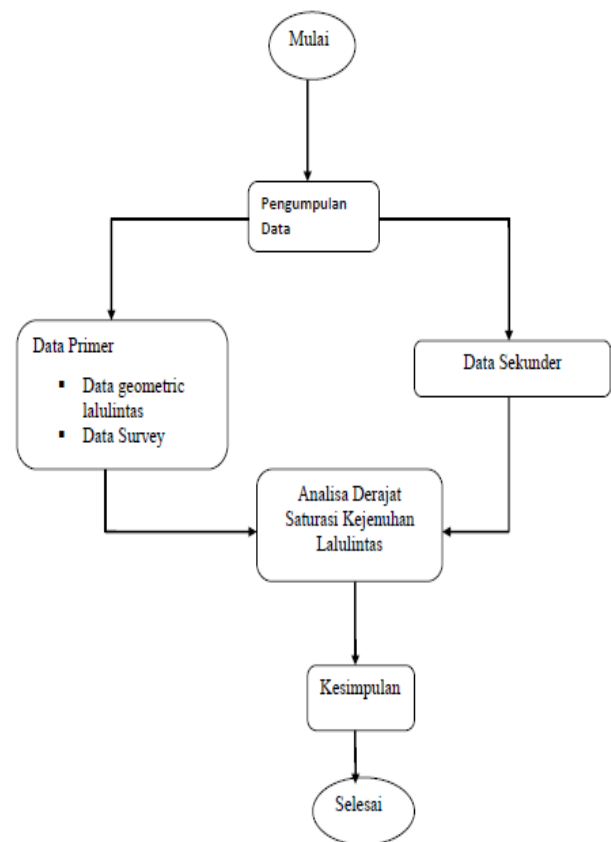 Mulai
Pengumpulan
Data
Data Primer
▪ Data geometric
lalulintas
▪ Data Survey
Data Sekunder
Analisa Derajat
Saturasi Kejenuhan
Lalulintas
Kesimpulan
Selesai